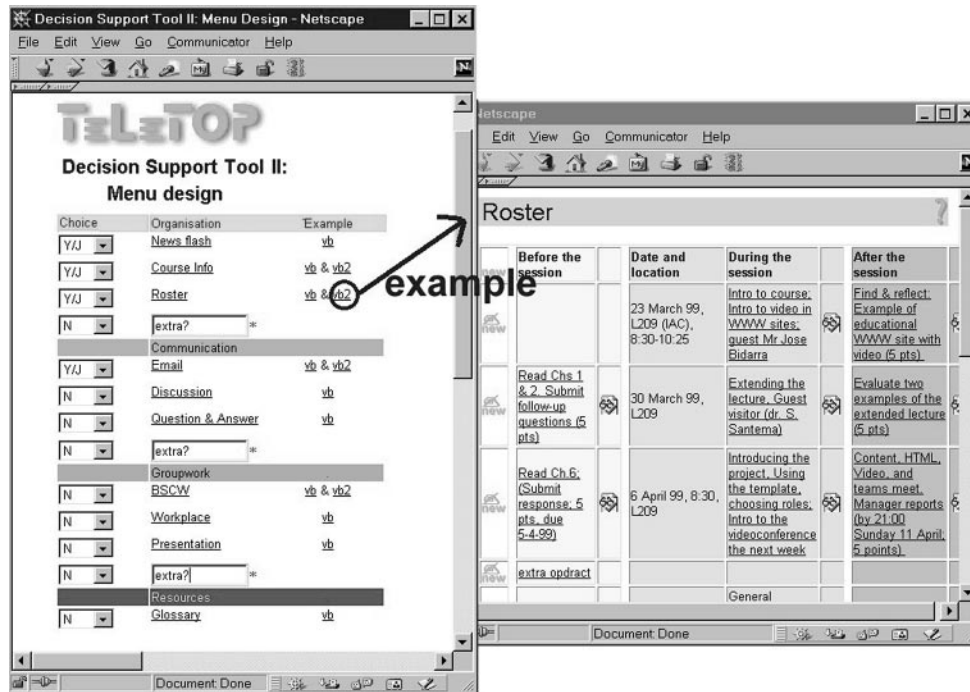 Decision Support Tool II: Menu Design - Netscape
File Edit View Go Communicator Help
TELETOP
Decision Support Tool II:
Menu design
Choice Organisation Example
Y/J News flash vb
Y/J Course Info vb & vb2
Y/J Roster vb & vb2
N extra? *
Communication
Y/J Email vb & vb2
N Discussion vb
N Question & Answer vb
N extra? *
Groupwork
N BSCW vb & vb2
N Workplace vb
N Presentation vb
N extra? *
Resources
N Glossary vb
Document: Done
example
etscape
Edit View Go Communicator Help
Roster
Before the
session
Date and
location
During the
session
After the
session
new
23 March 99,
L209 (IAC),
8:30-10:25
Intro to course;
Intro to video in
WWW sites;
guest Mr Jose
Bidarra
Find & reflect:
Example of
educational
WWW site with
video (5 pts)
new
Read Chs 1
& 2. Submit
follow-up
questions (5
pts)
30 March 99,
L209
Extending the
lecture, Guest
visitor (dr. S.
Santema)
Evaluate two
examples of the
extended lecture
(5 pts)
new
Read Ch.6;
(Submit
response; 5
pts, due
5-4-99)
6 April 99, 8:30,
L209
Introducing the
project, Using
the template,
choosing roles;
Intro to the
videoconference
the next week
Content, HTML,
Video, and
teams meet.
Manager reports
(by 21:00
Sunday 11 April;
5 points)
new
extra opdract
General
Document: Done